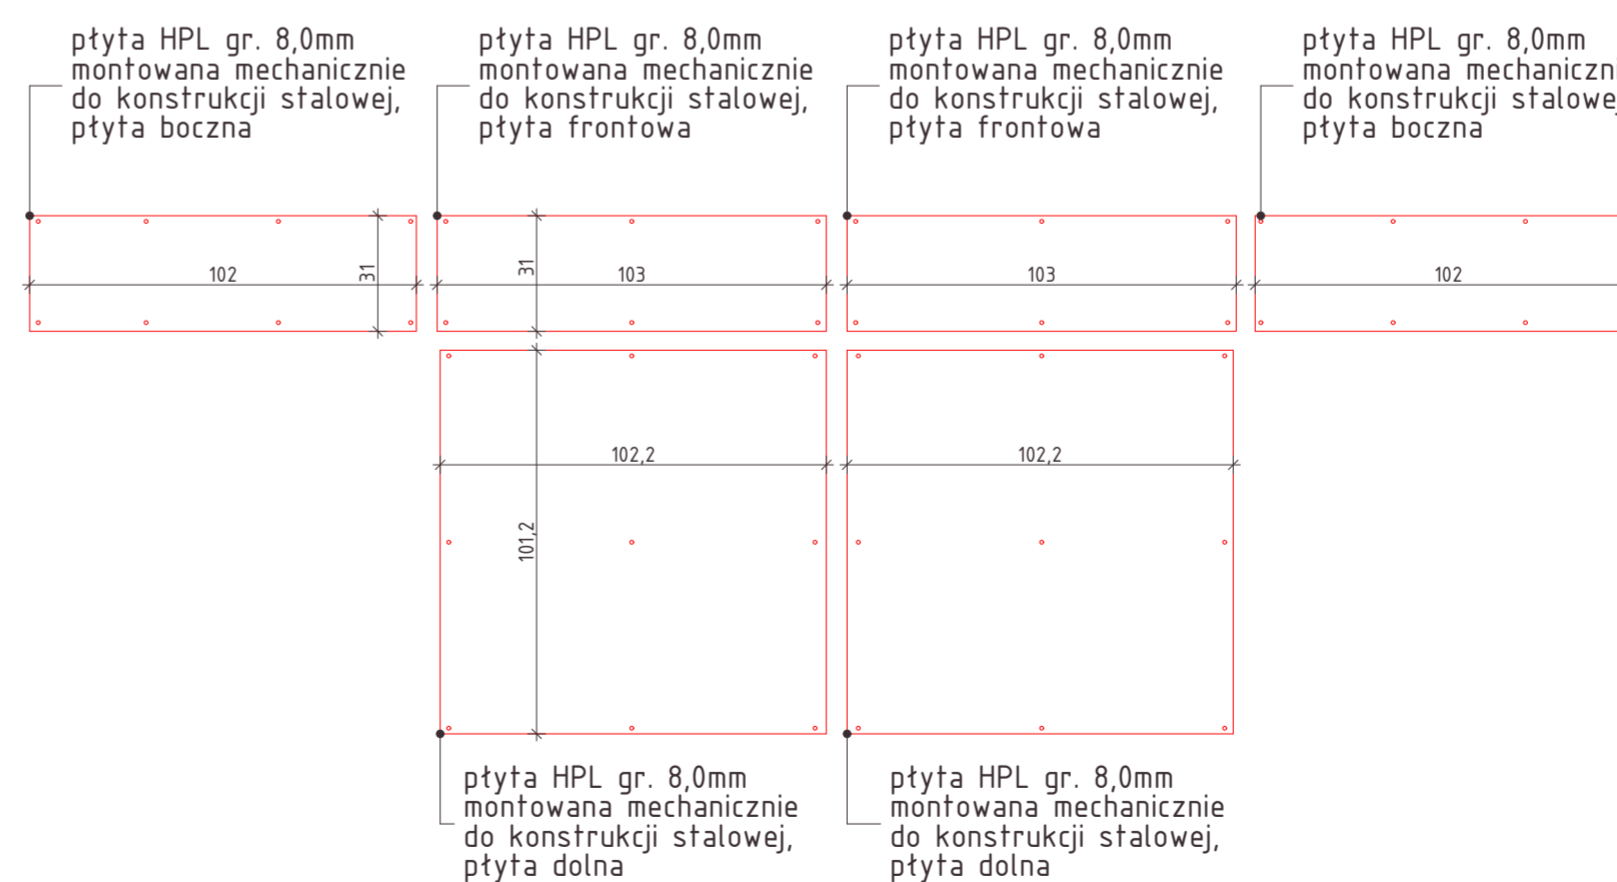 płyta HPL gr. 8,0mm
montowana mechanicznie
do konstrukcji stalowej,
płyta boczna
płyta HPL gr. 8,0mm
montowana mechanicznie
do konstrukcji stalowej,
płyta frontowa
płyta HPL gr. 8,0mm
montowana mechanicznie
do konstrukcji stalowej,
płyta frontowa
płyta HPL gr. 8,0mm
montowana
do konstrukcji
płyta boczna
102
31
31
103
103
102
102,2
101,2
102,2
płyta HPL gr. 8,0mm
montowana mechanicznie
do konstrukcji stalowej,
płyta dolna
płyta HPL gr. 8,0mm
montowana mechanicznie
do konstrukcji stalowej,
płyta dolna